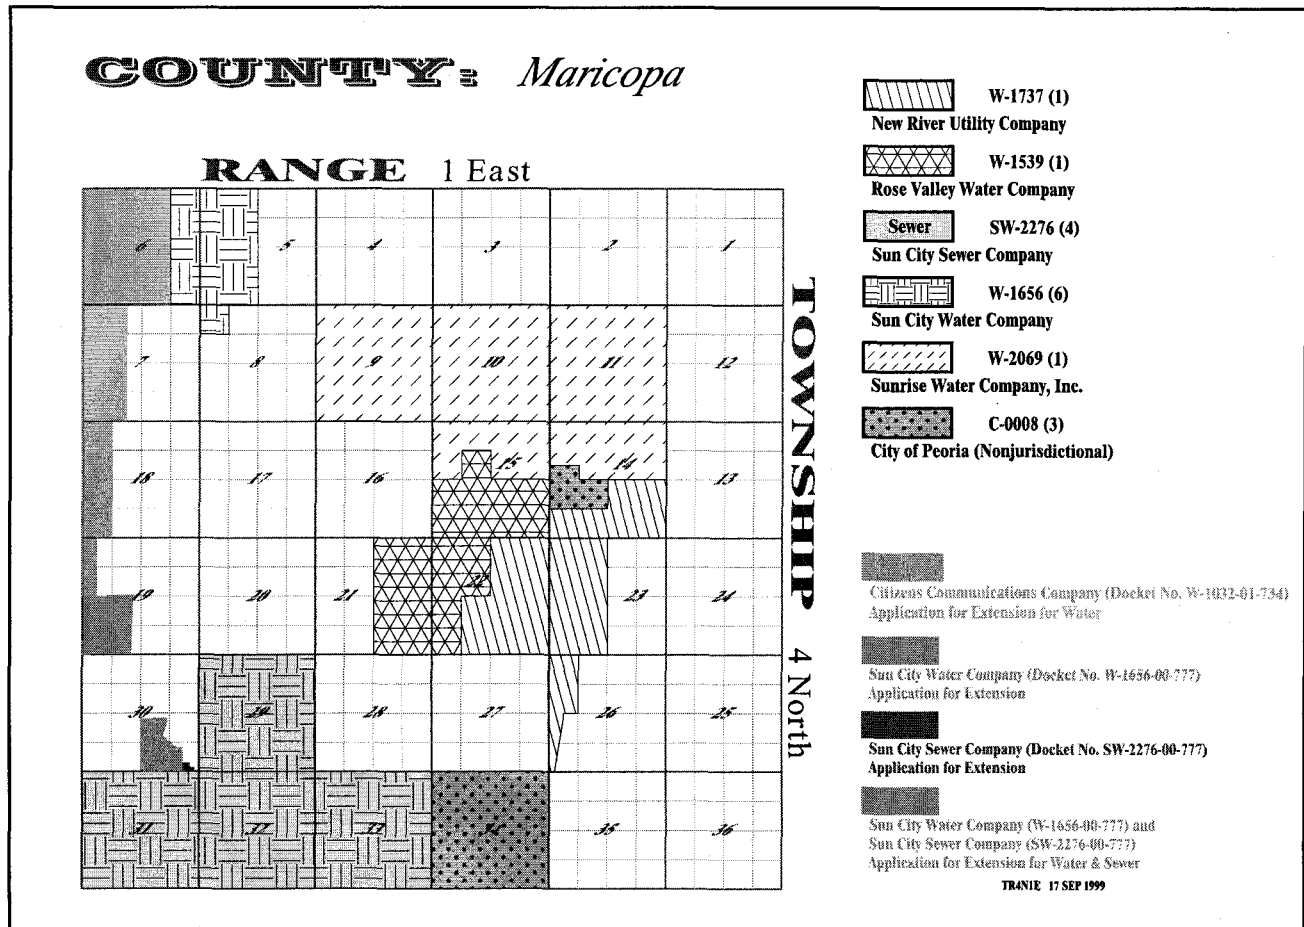 COUNTY: Maricopa
RANGE 1 East
TOWNSHIP 4 North
6 5 4 3 2 1
7 8 9 10 11 12
18 17 16 15 14 13
19 20 21 22 23 24
30 29 28 27 26 25
31 32 33 34 35 36
W-1737 (1)
New River Utility Company
W-1539 (1)
Rose Valley Water Company
Sewer SW-2276 (4)
Sun City Sewer Company
W-1656 (6)
Sun City Water Company
W-2069 (1)
Sunrise Water Company, Inc.
C-0008 (3)
City of Peoria (Nonjurisdictional)
Citizens Communications Company (Docket No. W-1032-01-734)
Application for Extension for Water
Sun City Water Company (Docket No. W-1656-00-777)
Application for Extension
Sun City Sewer Company (Docket No. SW-2276-00-777)
Application for Extension
Sun City Water Company (W-1656-00-777) and
Sun City Sewer Company (SW-2276-00-777)
Application for Extension for Water & Sewer
TR4N1E 17 SEP 1999